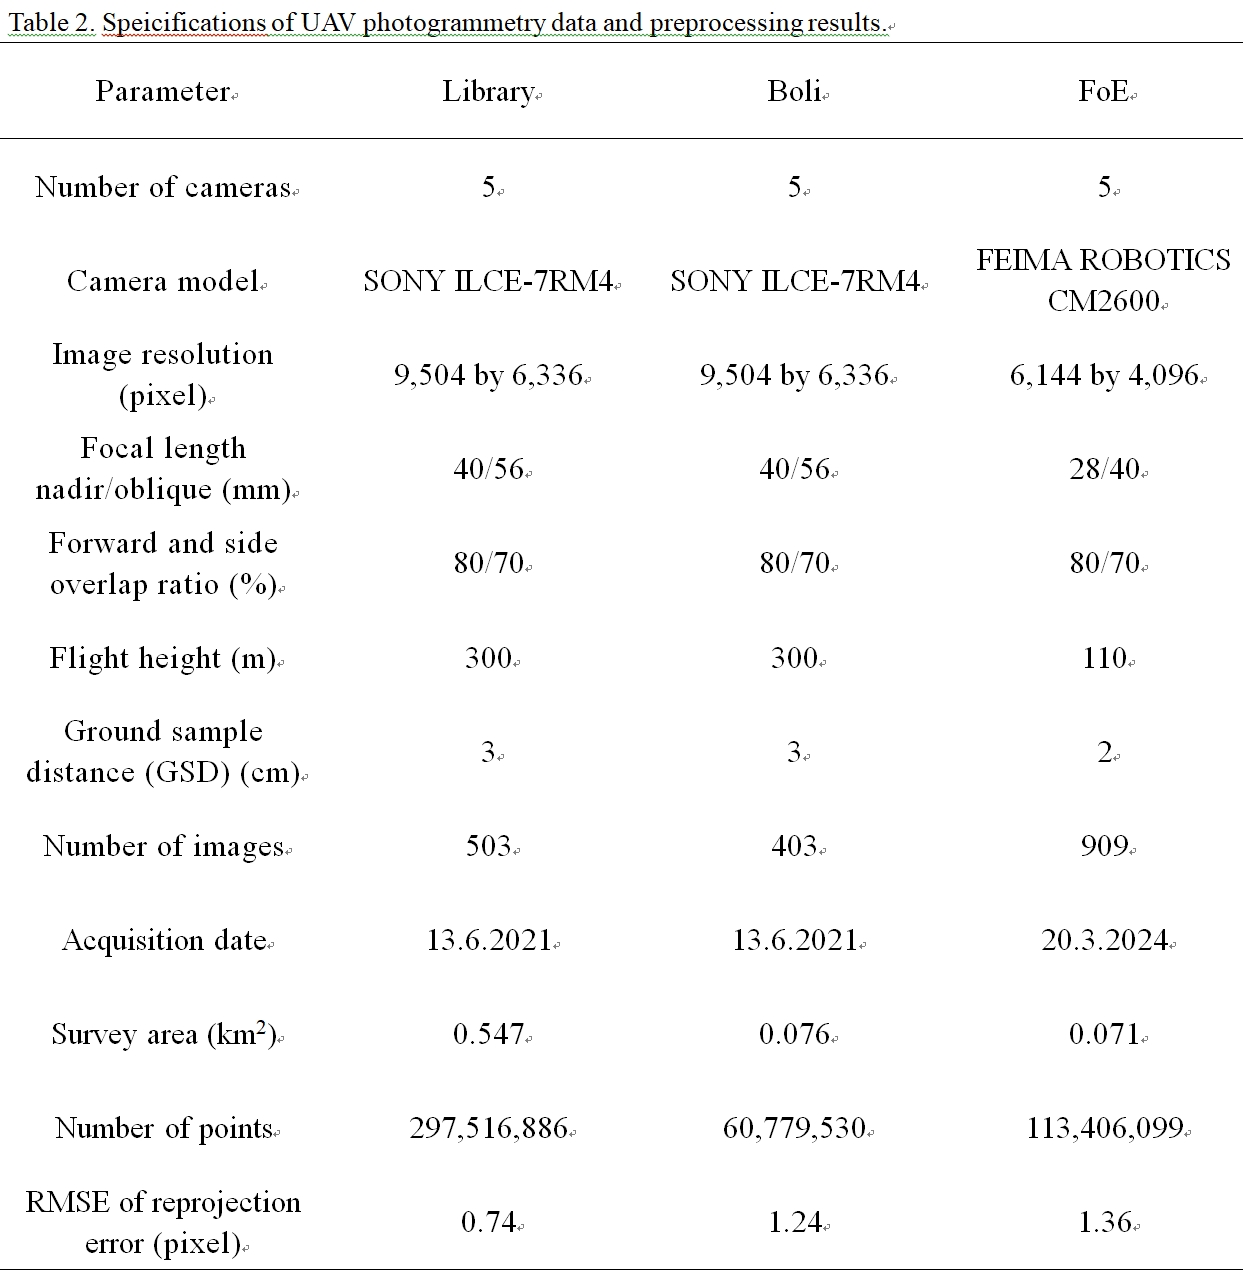 Table 2. Speicifications of UAV photogrammetry data and preprocessing results.
Parameter Library Boli FoE
Number of cameras 5 5 5
Camera model SONY ILCE-7RM4 SONY ILCE-7RM4 FEIMA ROBOTICS
CM2600
Image resolution
(pixel) 9,504 by 6,336 9,504 by 6,336 6,144 by 4,096
Focal length
nadir/oblique (mm) 40/56 40/56 28/40
Forward and side
overlap ratio (%) 80/70 80/70 80/70
Flight height (m) 300 300 110
Ground sample
distance (GSD) (cm) 3 3 2
Number of images 503 403 909
Acquisition date 13.6.2021 13.6.2021 20.3.2024
Survey area (km²) 0.547 0.076 0.071
Number of points 297,516,886 60,779,530 113,406,099
RMSE of reprojection
error (pixel) 0.74 1.24 1.36